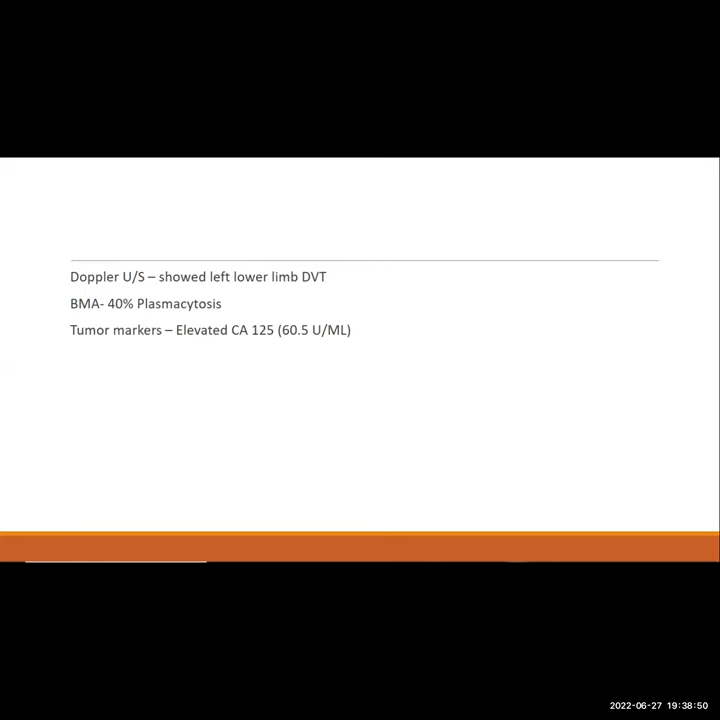 Doppler U/S – showed left lower limb DVT
BMA- 40% Plasmacytosis
Tumor markers – Elevated CA 125 (60.5 U/ML)
2022-06-27 19:38:50